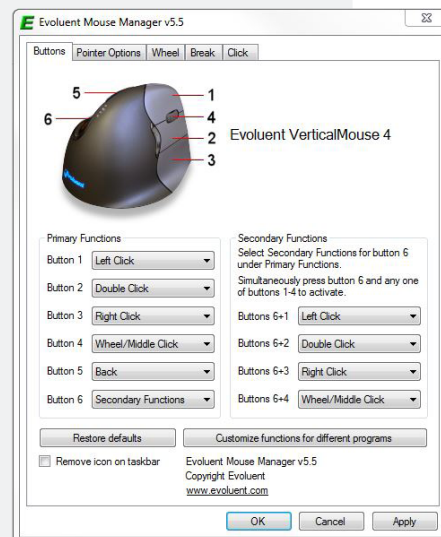 Evoluent Mouse Manager v5.5
Buttons Pointer Options Wheel Break Click
5
1
6
4
2
3
Evoluent VerticalMouse 4
Evoluent
Primary Functions
Button 1 Left Click
Button 2 Double Click
Button 3 Right Click
Button 4 Wheel/Middle Click
Button 5 Back
Button 6 Secondary Functions
Secondary Functions
Select Secondary Functions for button 6
under Primary Functions.
Simultaneously press button 6 and any one
of buttons 1-4 to activate.
Buttons 6+1 Left Click
Buttons 6+2 Double Click
Buttons 6+3 Right Click
Buttons 6+4 Wheel/Middle Click
Restore defaults
Customize functions for different programs
Remove icon on taskbar
Evoluent Mouse Manager v5.5
Copyright Evoluent
www.evoluent.com
OK Cancel Apply